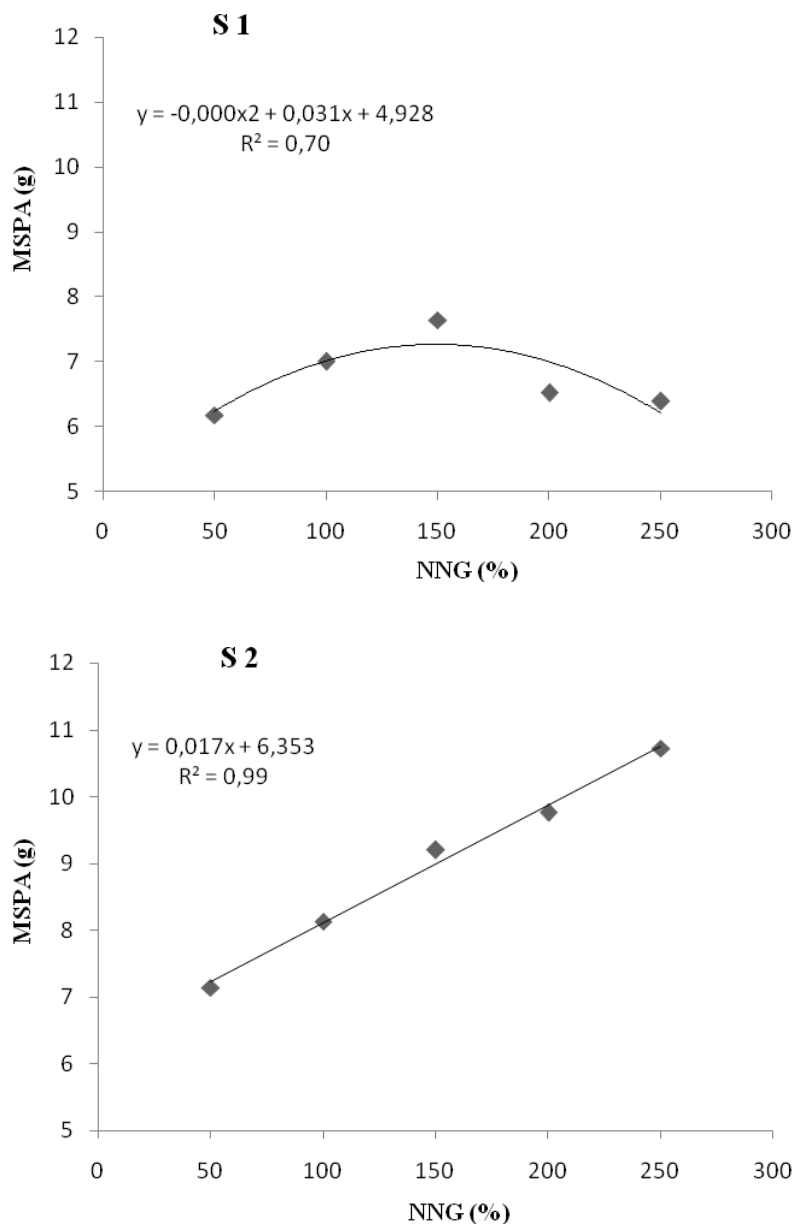 S 1
12
11
10
9
8
7
6
5
y = -0,000x2 + 0,031x + 4,928
R² = 0,70
MSPA (g)
0 50 100 150 200 250 300
NNG (%)
S 2
12
11
10
9
8
7
6
5
y = 0,017x + 6,353
R² = 0,99
MSPA (g)
0 50 100 150 200 250 300
NNG (%)